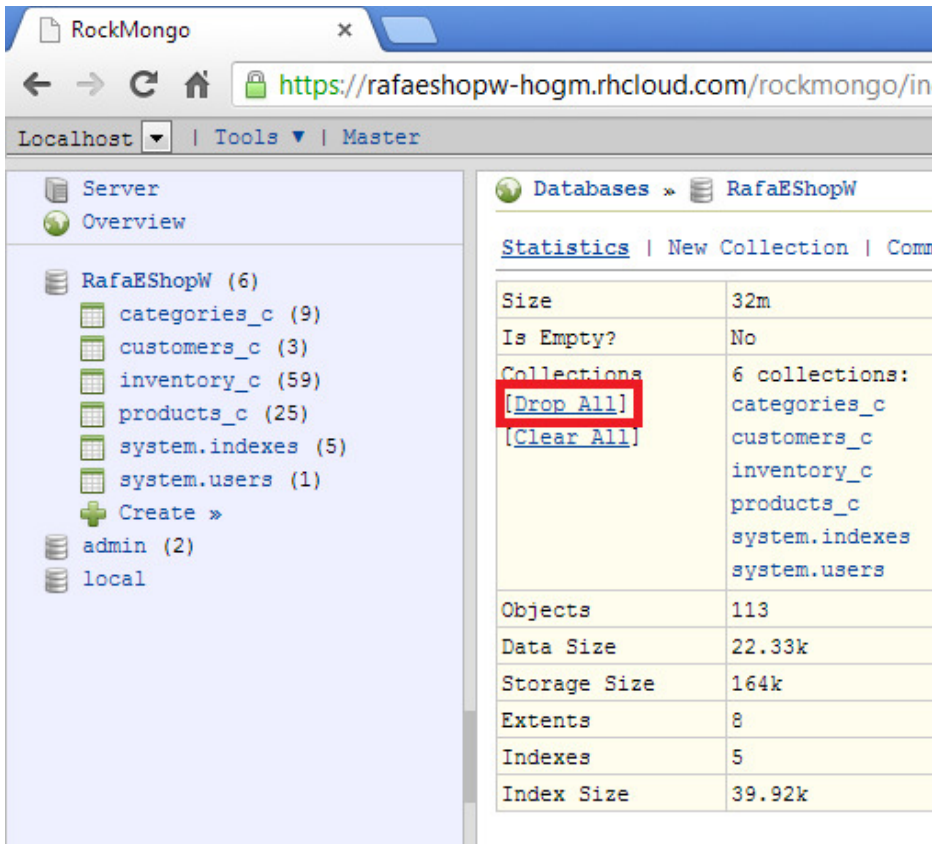 RockMongo
https://rafaeshopw-hogm.rhcloud.com/rockmongo/in
Localhost | Tools ▼ | Master
Server
Overview
RafaEShopW (6)
categories_c (9)
customers_c (3)
inventory_c (59)
products_c (25)
system.indexes (5)
system.users (1)
Create »
admin (2)
local
Databases » RafaEShopW
Statistics | New Collection | Comm
Size 32m
Is Empty? No
Collections 6 collections:
[Drop All] categories_c
[Clear All] customers_c
inventory_c
products_c
system.indexes
system.users
Objects 113
Data Size 22.33k
Storage Size 164k
Extents 8
Indexes 5
Index Size 39.92k